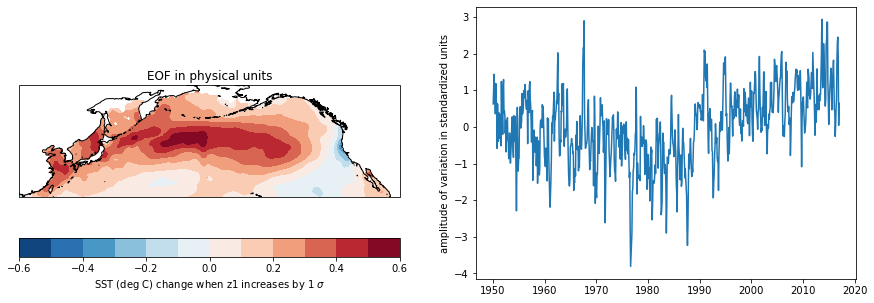 EOF in physical units
−0.6 −0.4 −0.2 0.0 0.2 0.4 0.6
SST (deg C) change when z1 increases by 1 σ
amplitude of variation in standardized units
3
2
1
0
−1
−2
−3
−4
1950 1960 1970 1980 1990 2000 2010 2020